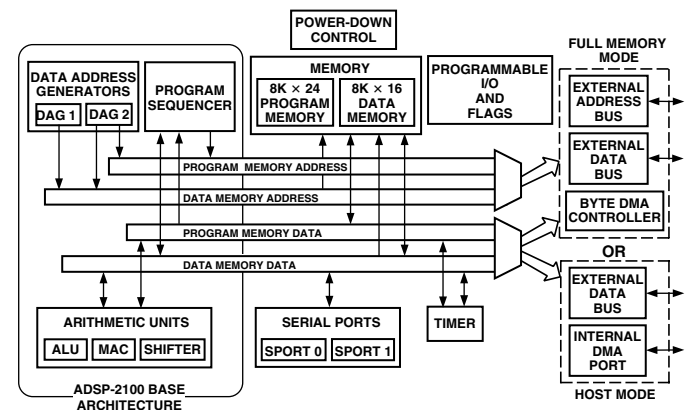 POWER-DOWN
CONTROL
FULL MEMORY
MODE
DATA ADDRESS
GENERATORS
DAG 1
DAG 2
PROGRAM
SEQUENCER
MEMORY
8K × 24
PROGRAM
MEMORY
8K × 16
DATA
MEMORY
PROGRAMMABLE
I/O
AND
FLAGS
EXTERNAL
ADDRESS
BUS
EXTERNAL
DATA
BUS
BYTE DMA
CONTROLLER
PROGRAM MEMORY ADDRESS
DATA MEMORY ADDRESS
PROGRAM MEMORY DATA
DATA MEMORY DATA
OR
EXTERNAL
DATA
BUS
INTERNAL
DMA
PORT
HOST MODE
ARITHMETIC UNITS
ALU
MAC
SHIFTER
SERIAL PORTS
SPORT 0
SPORT 1
TIMER
ADSP-2100 BASE
ARCHITECTURE